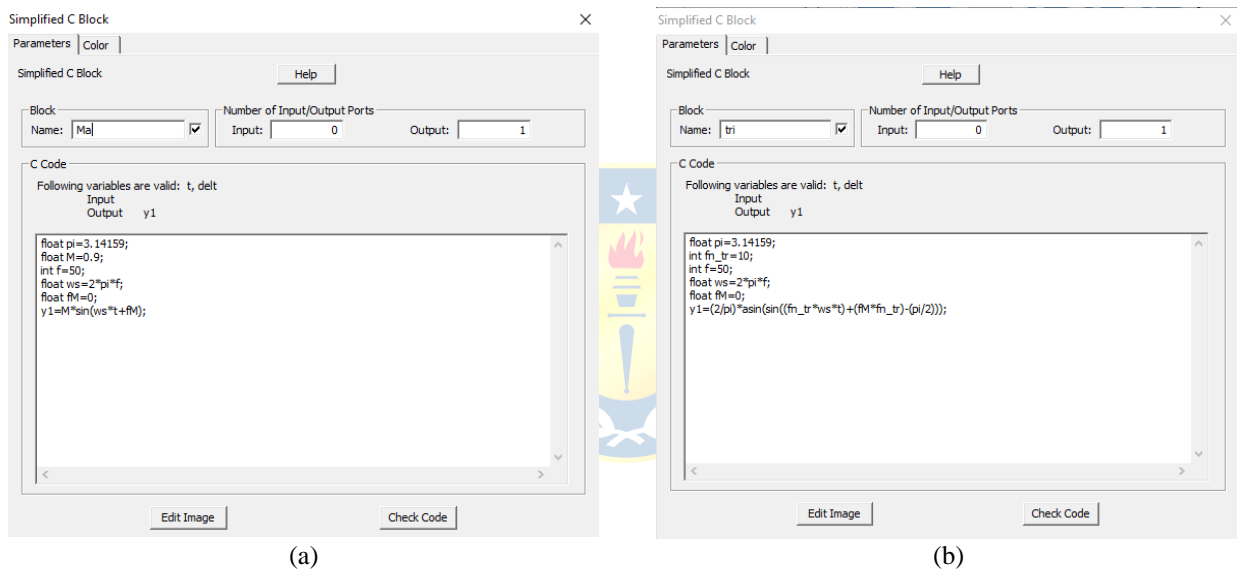 Simplified C Block
Parameters Color
Simplified C Block Help
Block
Name: Ma
Number of Input/Output Ports
Input: 0 Output: 1
C Code
Following variables are valid: t, delt
Input
Output y1
float pi=3.14159;
float M=0.9;
int f=50;
float ws=2*pi*f;
float fM=0;
y1=M*sin(ws*t+fM);
Edit Image Check Code
(a)
Simplified C Block
Parameters Color
Simplified C Block Help
Block
Name: tri
Number of Input/Output Ports
Input: 0 Output: 1
C Code
Following variables are valid: t, delt
Input
Output y1
float pi=3.14159;
int fn_tr=10;
int f=50;
float ws=2*pi*f;
float fM=0;
y1=(2/pi)*asin(sin((fn_tr*ws*t)+(fM*fn_tr)-(pi/2)));
Edit Image Check Code
(b)